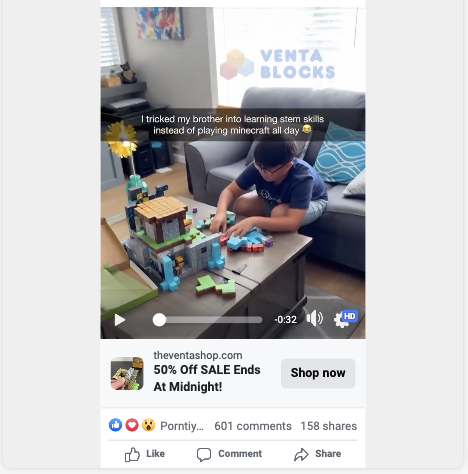 VENTA
BLOCKS
I tricked my brother into learning stem skills
instead of playing minecraft all day 😂
-0:32
HD
theventashop.com
50% Off SALE Ends
At Midnight!
Shop now
Porntiy... 601 comments 158 shares
Like Comment Share